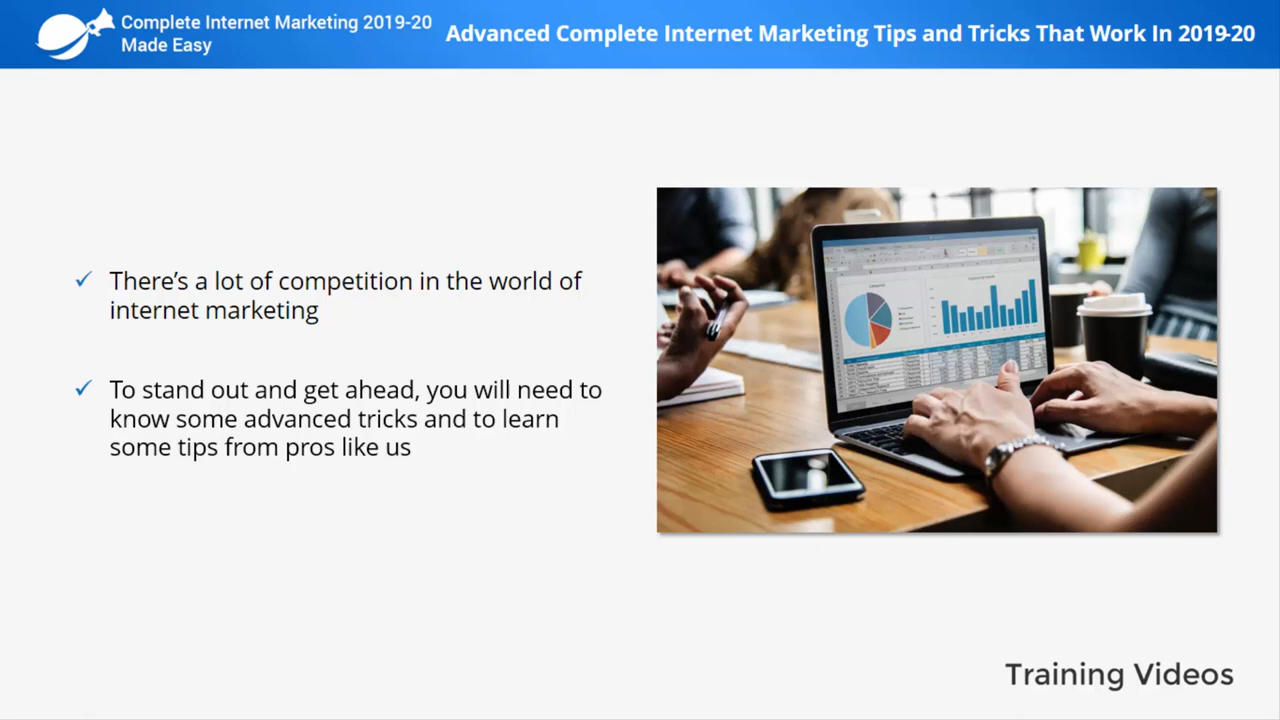 Complete Internet Marketing 2019-20
Made Easy
Advanced Complete Internet Marketing Tips and Tricks That Work In 2019-20
There’s a lot of competition in the world of
internet marketing
To stand out and get ahead, you will need to
know some advanced tricks and to learn
some tips from pros like us
Training Videos